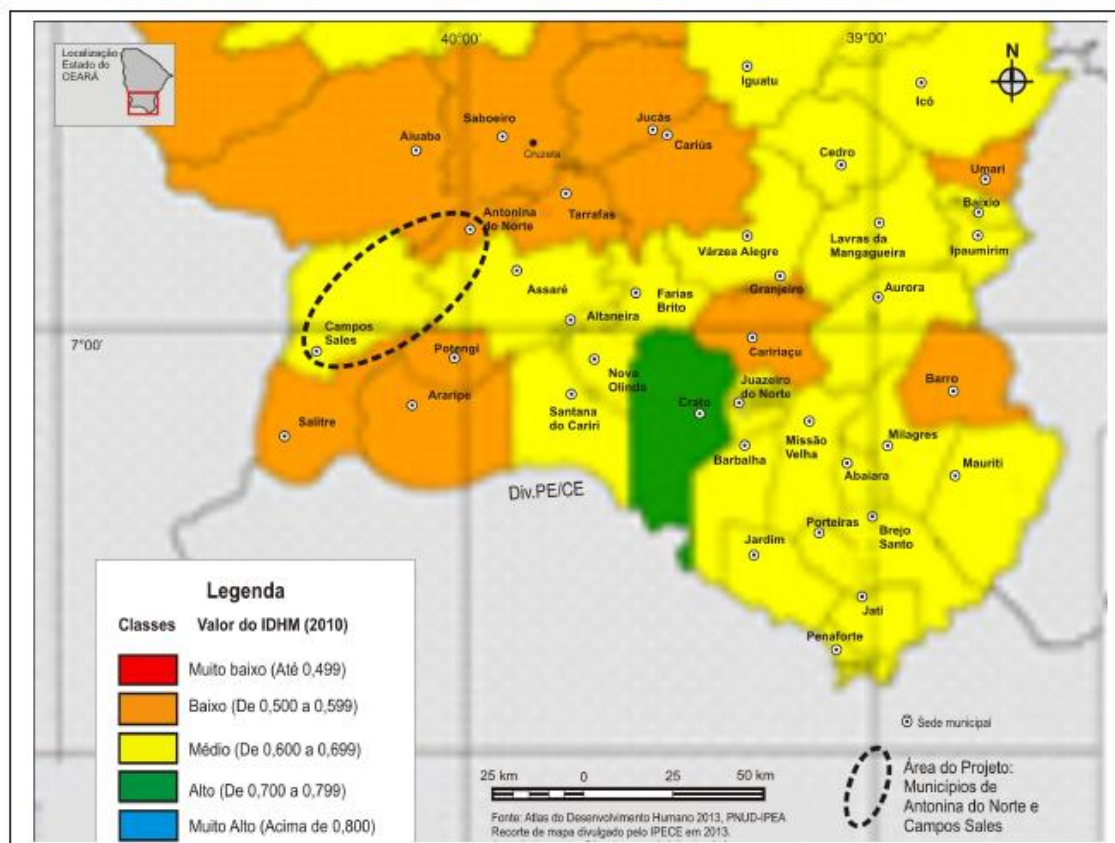 Localização
Estado do
CEARÁ
40°00'
39°00'
N
Iguatu
Icó
Saboeiro
Jucás
Aiuaba
Cruzeta
Cariús
Cedro
Umari
Tarrafas
Baixio
Antonina
do Norte
Várzea Alegre
Lavras da
Mangagueira
Ipaumirim
Assaré
Granjeiro
Farias
Brito
Aurora
Altaneira
7°00'
Campos
Sales
Potengi
Caririaçu
Nova
Olinda
Juazeiro
do Norte
Barro
Araripe
Santana
do Cariri
Crato
Salitre
Missão
Velha
Milagres
Barbalha
Abaiara
Mauriti
Div.PE/CE
Porteiras
Brejo
Santo
Jardim
Jati
Penaforte
Legenda
Classes Valor do IDHM (2010)
Muito baixo (Até 0,499)
Baixo (De 0,500 a 0,599)
Médio (De 0,600 a 0,699)
Alto (De 0,700 a 0,799)
Muito Alto (Acima de 0,800)
Sede municipal
Área do Projeto:
Municípios de
Antonina do Norte e
Campos Sales
25 km 0 25 50 km
Fonte: Atlas do Desenvolvimento Humano 2013, PNUD-IPEA
Recorte de mapa divulgado pelo IPECE em 2013.